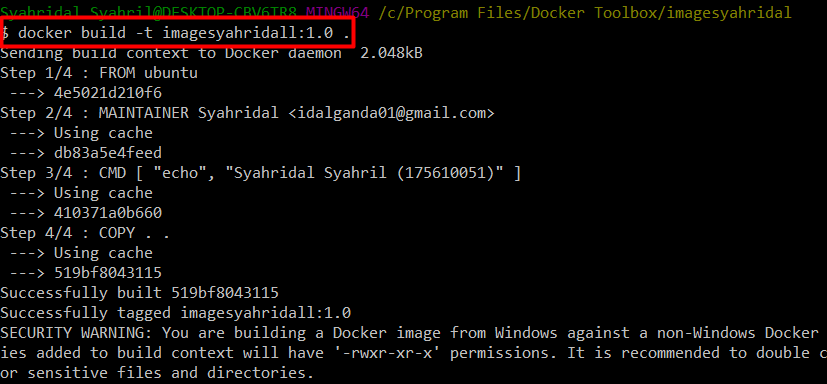 Syahridal Syahril@DESKTOP-CBV6TR8 MINGW64 /c/Program Files/Docker Toolbox/imagesyahridal
$ docker build -t imagesyahridall:1.0 .
Sending build context to Docker daemon  2.048kB
Step 1/4 : FROM ubuntu
 ---> 4e5021d210f6
Step 2/4 : MAINTAINER Syahridal <idalganda01@gmail.com>
 ---> Using cache
 ---> db83a5e4feed
Step 3/4 : CMD [ "echo", "Syahridal Syahril (175610051)" ]
 ---> Using cache
 ---> 410371a0b660
Step 4/4 : COPY . .
 ---> Using cache
 ---> 519bf8043115
Successfully built 519bf8043115
Successfully tagged imagesyahridall:1.0
SECURITY WARNING: You are building a Docker image from Windows against a non-Windows Docker
ies added to build context will have '-rwxr-xr-x' permissions. It is recommended to double c
or sensitive files and directories.